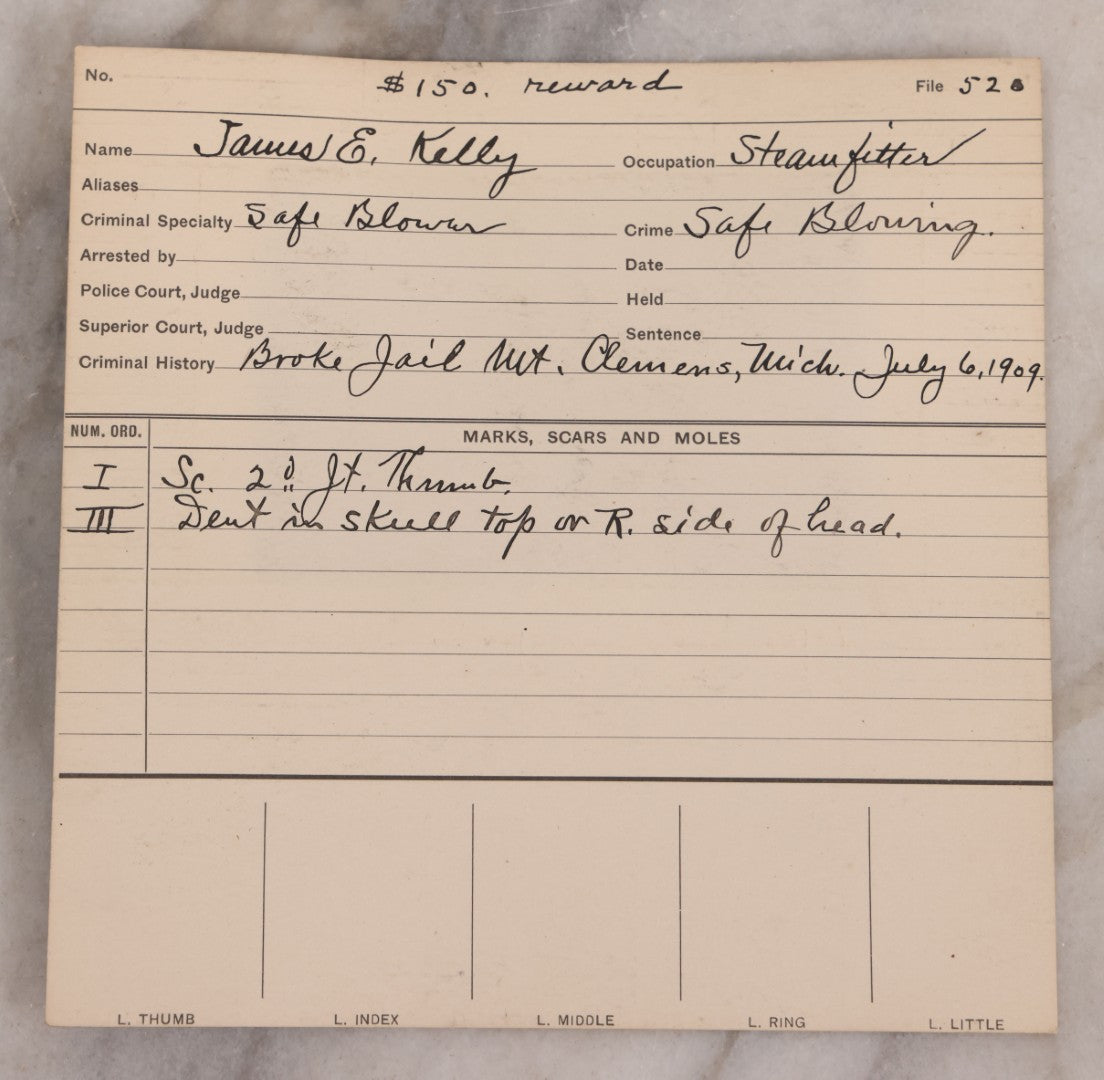 No. $150. reward File 528
Name James E. Kelly Occupation Steamfitter
Aliases
Criminal Specialty Safe Blower Crime Safe Blowing.
Arrested by Date
Police Court, Judge Held
Superior Court, Judge Sentence
Criminal History Broke Jail Mt. Clemens, Mich. July 6, 1909.
NUM. ORD. MARKS, SCARS AND MOLES
I Sc. 2d Jt. Thumb.
III Dent in skull top or R. side of head.
L. THUMB L. INDEX L. MIDDLE L. RING L. LITTLE